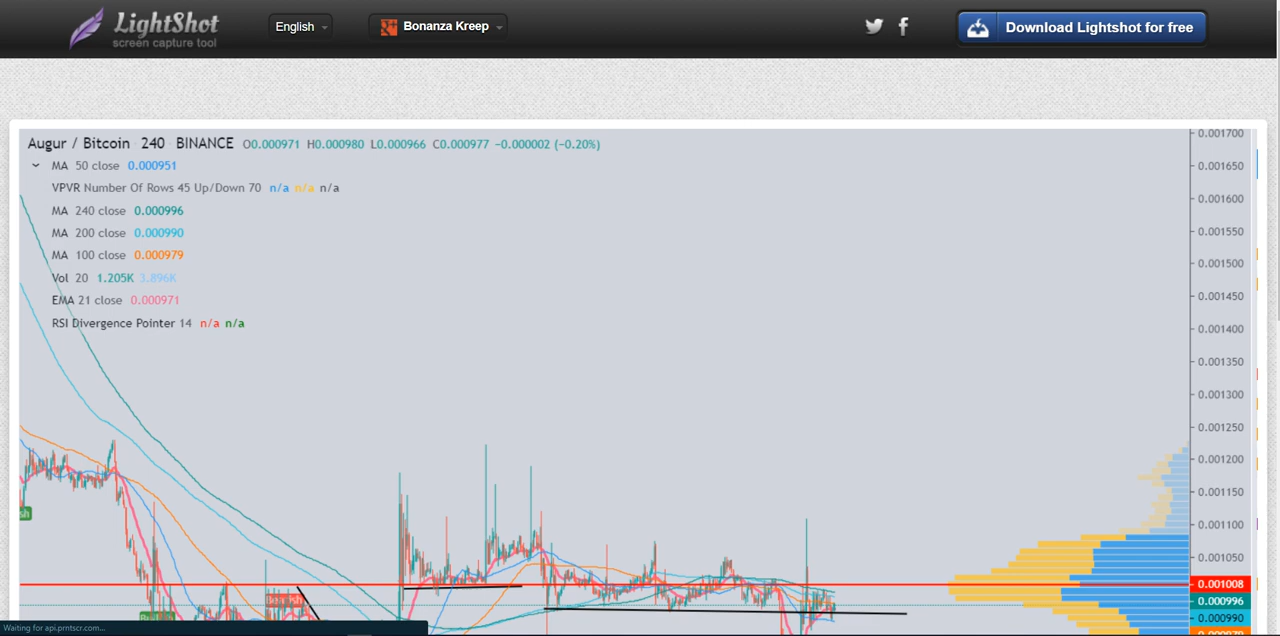 LightShot
screen capture tool
English
Bonanza Kreep
Download Lightshot for free
Augur / Bitcoin 240 BINANCE O0.000971 H0.000980 L0.000966 C0.000977 −0.000002 (−0.20%)
MA 50 close 0.000951
VPVR Number Of Rows 45 Up/Down 70 n/a n/a n/a
MA 240 close 0.000996
MA 200 close 0.000990
MA 100 close 0.000979
Vol 20 1.205K 3.896K
EMA 21 close 0.000971
RSI Divergence Pointer 14 n/a n/a
0.001700
0.001650
0.001600
0.001550
0.001500
0.001450
0.001400
0.001350
0.001300
0.001250
0.001200
0.001150
0.001100
0.001050
0.001008
0.000996
0.000990
Waiting for api.prntscr.com...